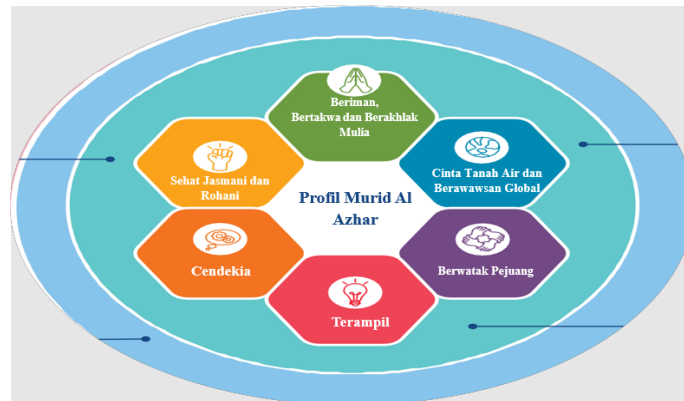 Beriman,
Bertakwa dan Berakhlak
Mulia
Sehat Jasmani dan
Rohani
Cinta Tanah Air dan
Berawawsan Global
Profil Murid Al
Azhar
Cendekia
Berwatak Pejuang
Terampil